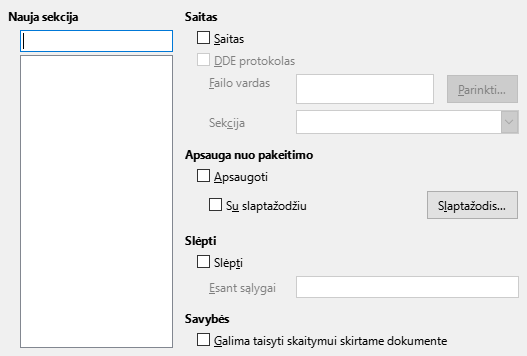 Nauja sekcija
Saitas
Saitas
DDE protokolas
Failo vardas
Parinkti...
Sekcija
Apsauga nuo pakeitimo
Apsaugoti
Su slaptažodžiu
Slaptažodis...
Slėpti
Slėpti
Esant sąlygai
Savybės
Galima taisyti skaitymui skirtame dokumente